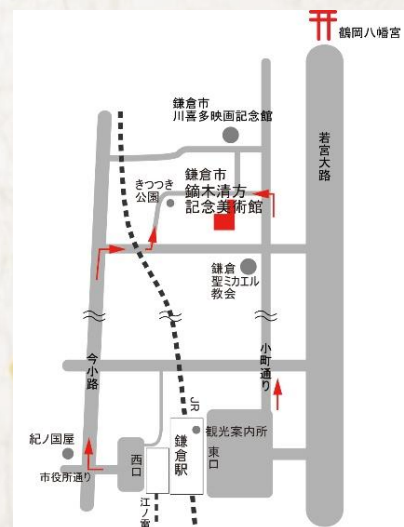 鶴岡八幡宮
鎌倉市
川喜多映画記念館
若宮大路
きつつき
公園
鎌倉市
鏑木清方
記念美術館
鎌倉
聖ミカエル
教会
今小路
小町通り
JR
紀ノ国屋
観光案内所
鎌倉駅
西口
東口
市役所通り
江ノ電